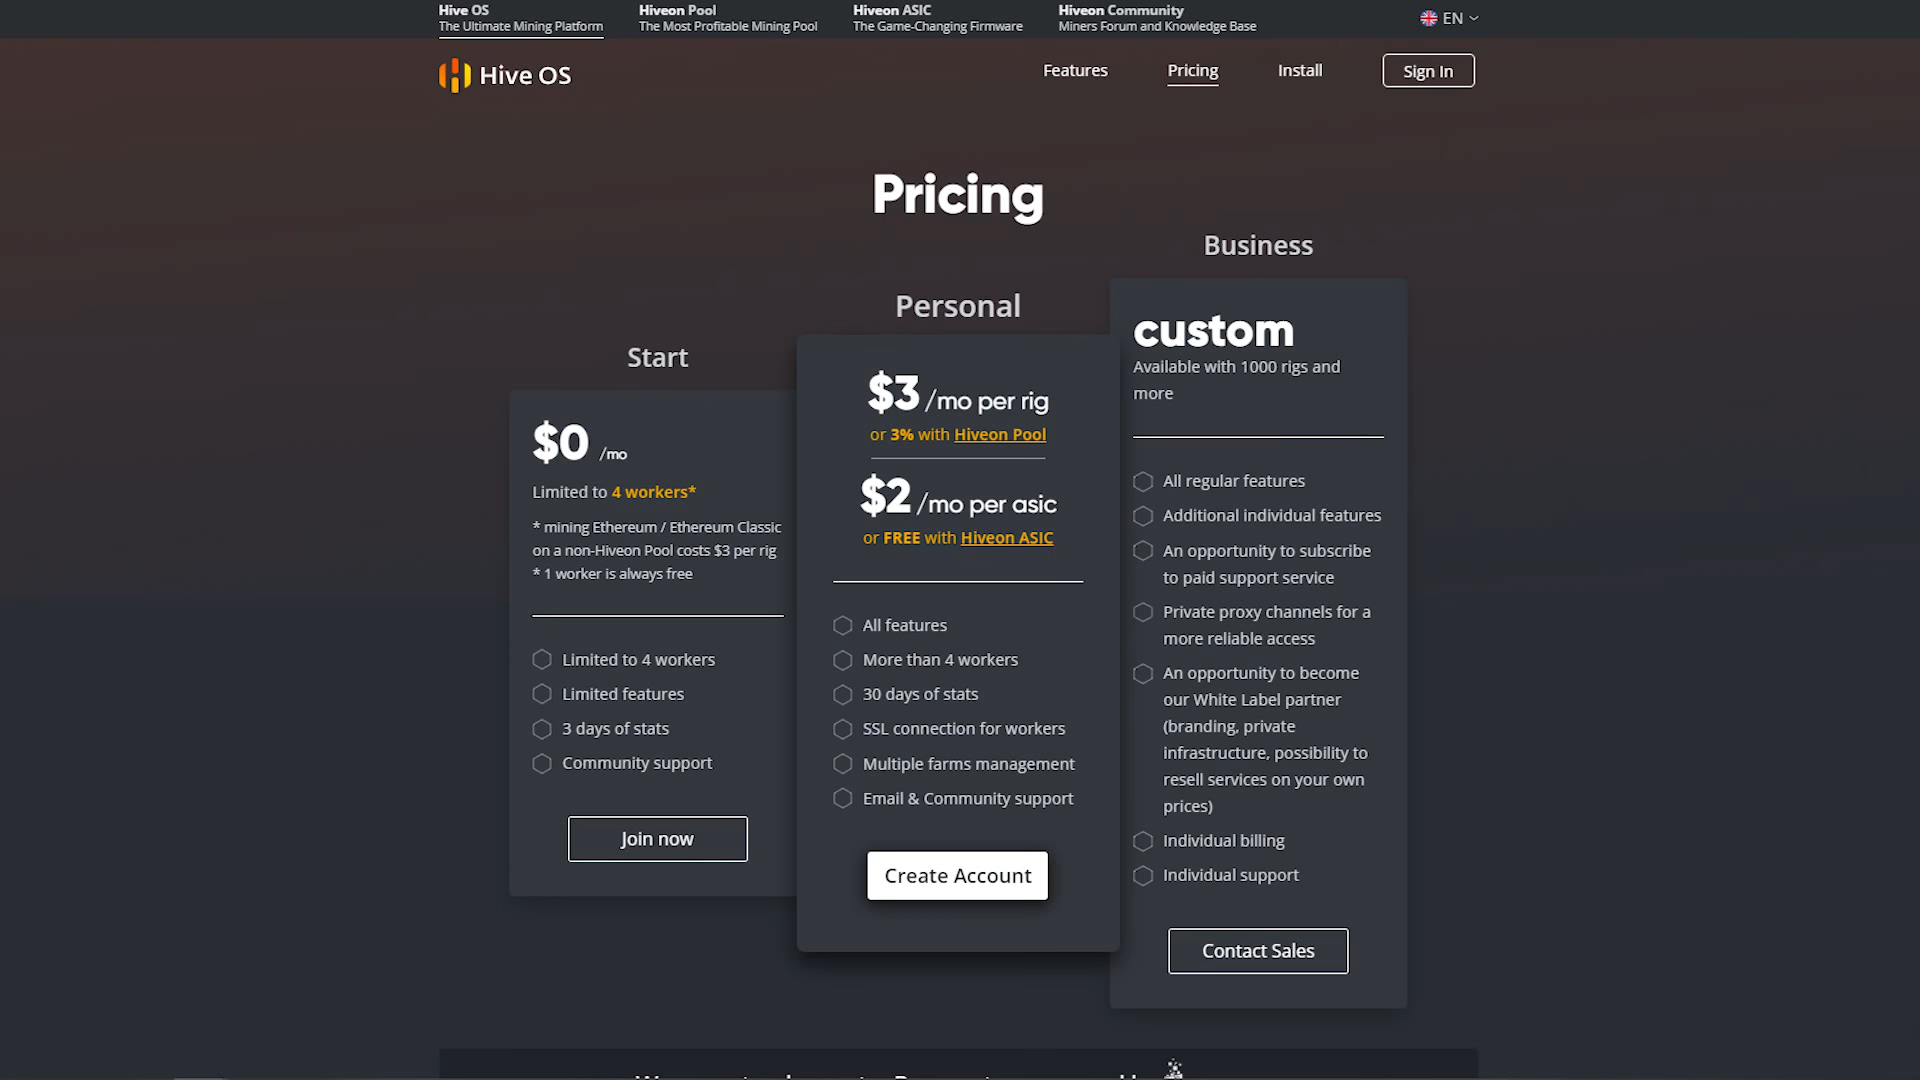 Hive OS
The Ultimate Mining Platform
Hiveon Pool
The Most Profitable Mining Pool
Hiveon ASIC
The Game-Changing Firmware
Hiveon Community
Miners Forum and Knowledge Base
EN
Hive OS
Features
Pricing
Install
Sign In
Pricing
Start
$0 /mo
Limited to 4 workers*
* mining Ethereum / Ethereum Classic
on a non-Hiveon Pool costs $3 per rig
* 1 worker is always free
Limited to 4 workers
Limited features
3 days of stats
Community support
Join now
Personal
$3 /mo per rig
or 3% with Hiveon Pool
$2 /mo per asic
or FREE with Hiveon ASIC
All features
More than 4 workers
30 days of stats
SSL connection for workers
Multiple farms management
Email & Community support
Create Account
Business
custom
Available with 1000 rigs and
more
All regular features
Additional individual features
An opportunity to subscribe
to paid support service
Private proxy channels for a
more reliable access
An opportunity to become
our White Label partner
(branding, private
infrastructure, possibility to
resell services on your own
prices)
Individual billing
Individual support
Contact Sales